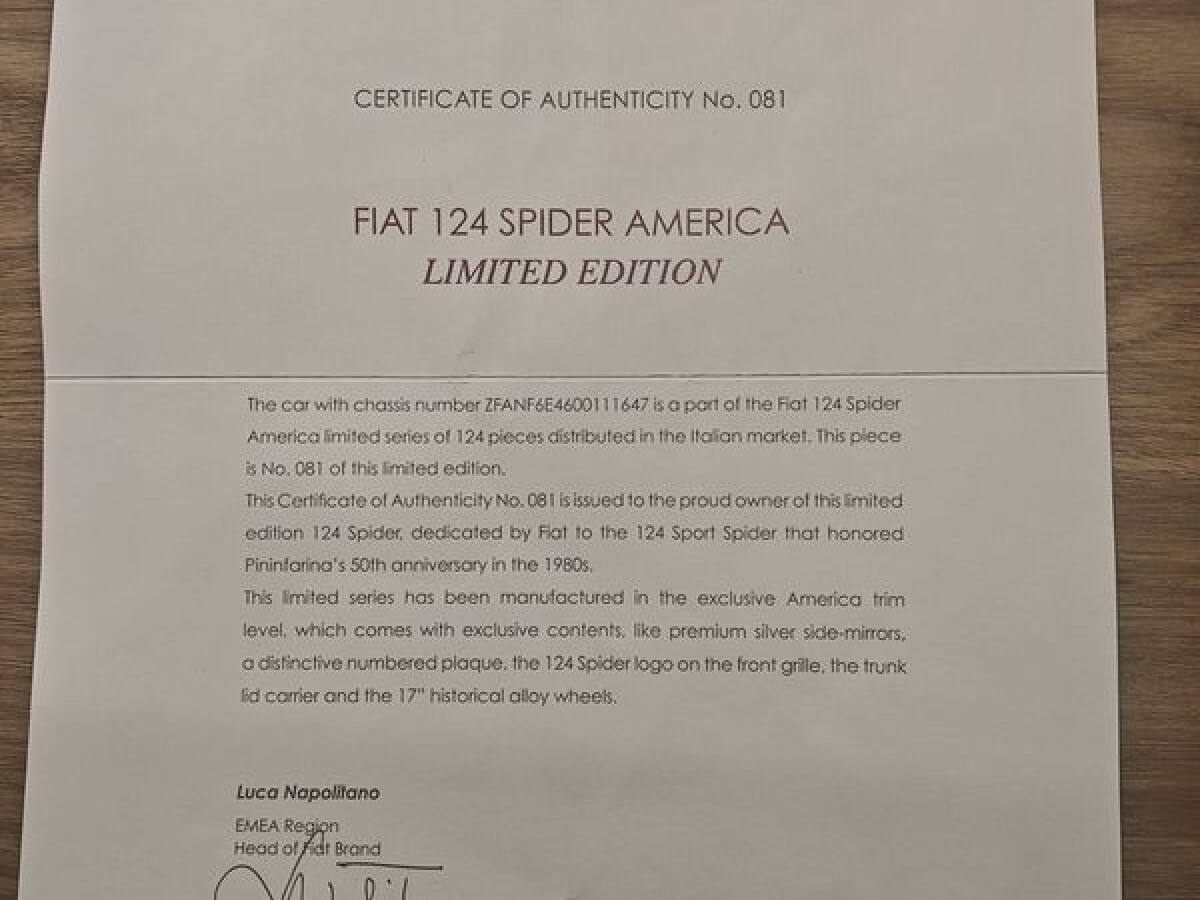 CERTIFICATE OF AUTHENTICITY No. 081
FIAT 124 SPIDER AMERICA
LIMITED EDITION
The car with chassis number ZFANF6E4600111647 is a part of the Fiat 124 Spider
America limited series of 124 pieces distributed in the Italian market. This piece
is No. 081 of this limited edition.
This Certificate of Authenticity No. 081 is issued to the proud owner of this limited
edition 124 Spider, dedicated by Fiat to the 124 Sport Spider that honored
Pininfarina's 50th anniversary in the 1980s.
This limited series has been manufactured in the exclusive America trim
level, which comes with exclusive contents, like premium silver side-mirrors,
a distinctive numbered plaque, the 124 Spider logo on the front grille, the trunk
lid carrier and the 17" historical alloy wheels.
Luca Napolitano
EMEA Region
Head of Fiat Brand